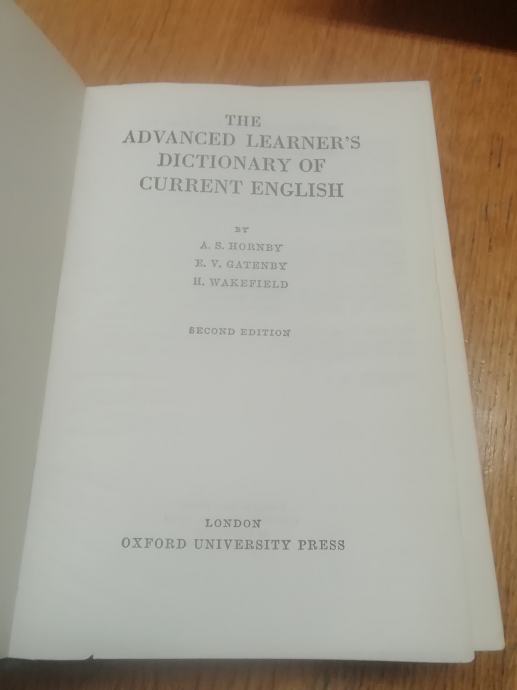 THE
ADVANCED LEARNER'S
DICTIONARY OF
CURRENT ENGLISH
BY
A. S. HORNBY
E. V. GATENBY
H. WAKEFIELD
SECOND EDITION
LONDON
OXFORD UNIVERSITY PRESS